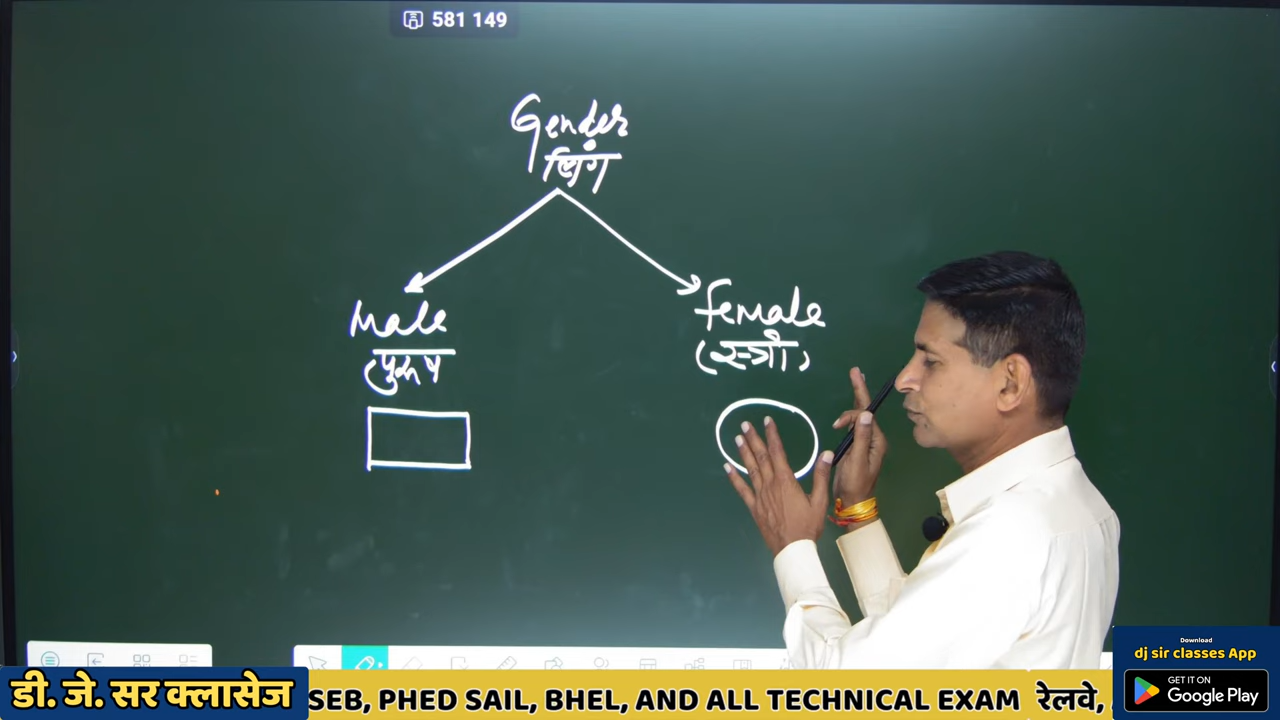 581 149
Gender
लिंग
Male
(पुरुष
Female
(स्त्री)
Download
dj sir classes App
GET IT ON
Google Play
डी. जे. सर क्लासेज
SEB, PHED SAIL, BHEL, AND ALL TECHNICAL EXAM रेलवे,